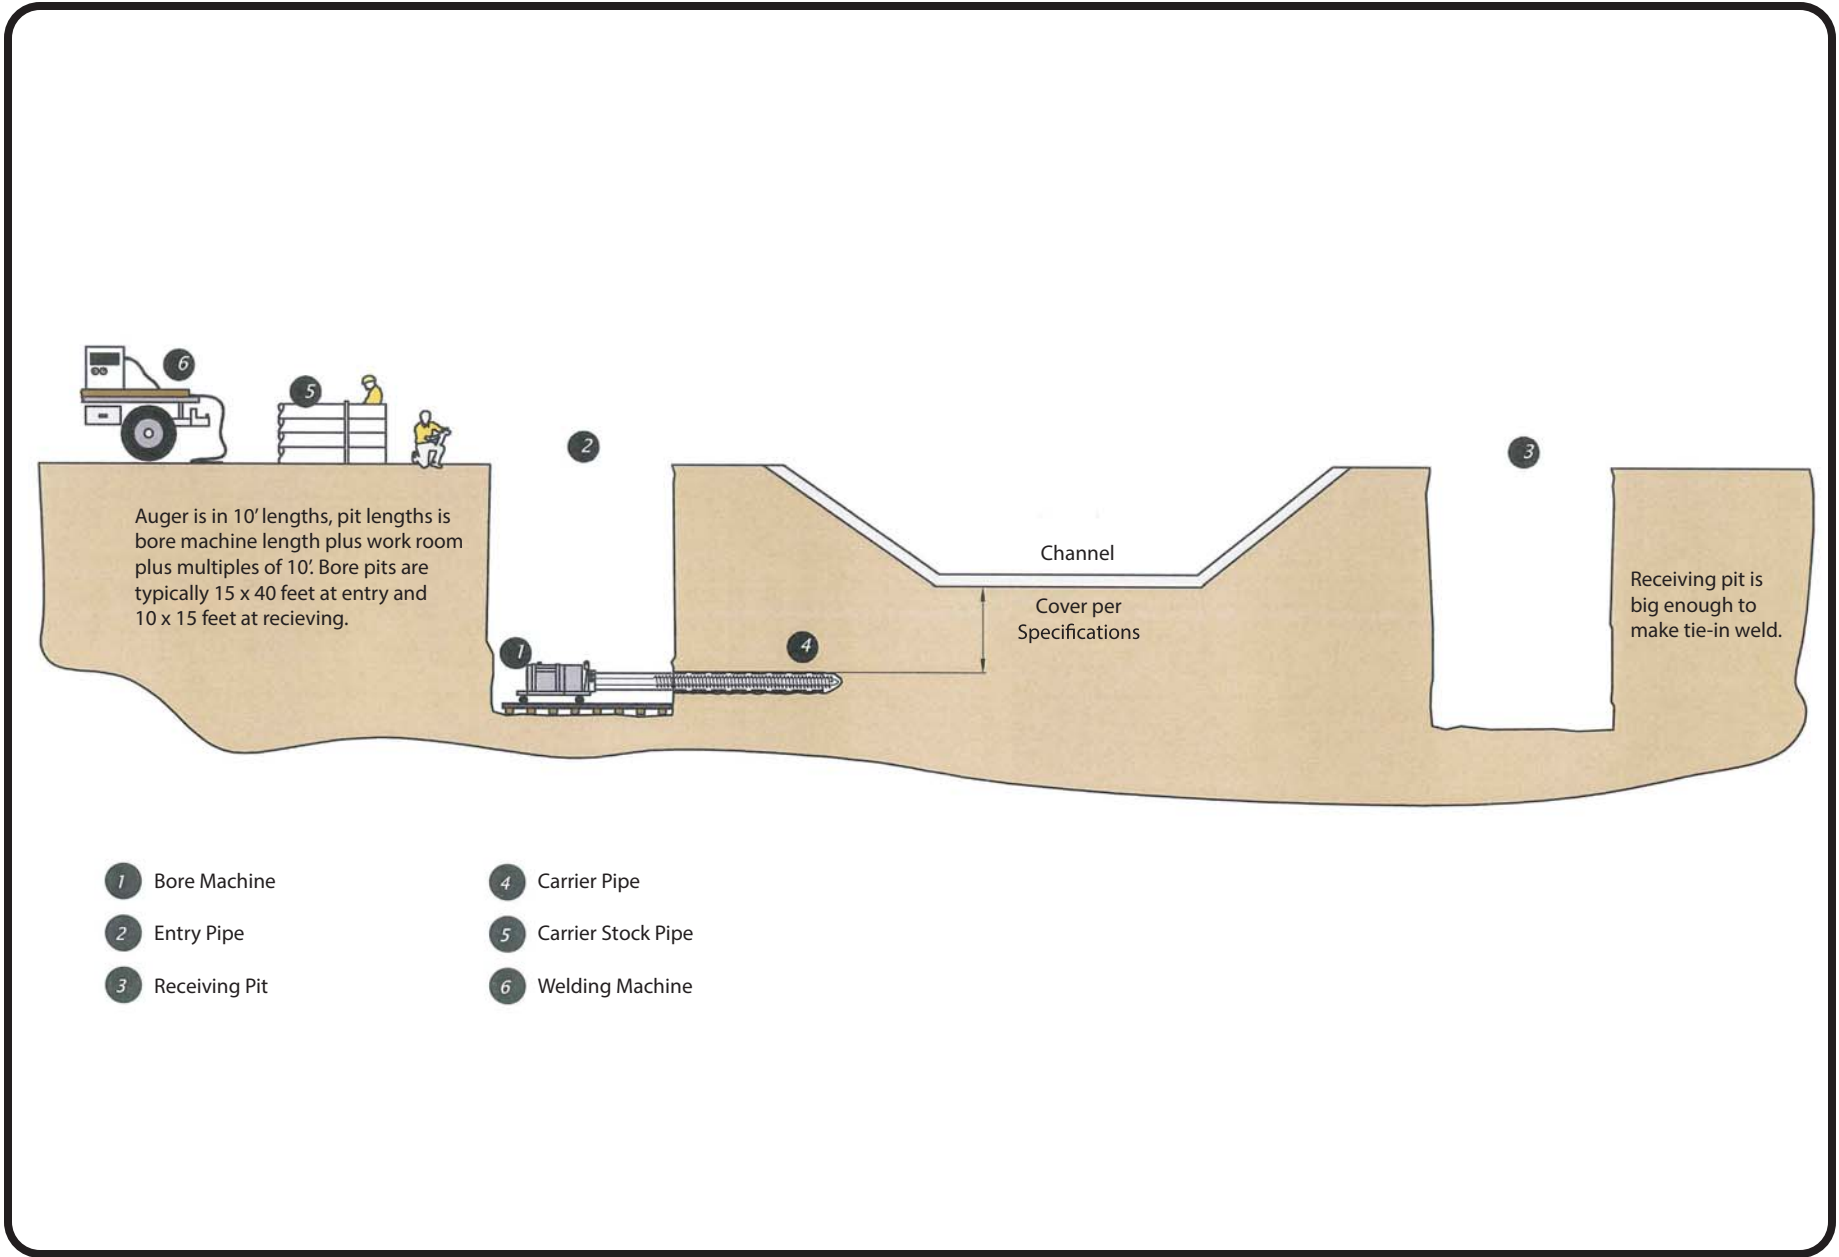 6
5
2
3
Auger is in 10’ lengths, pit lengths is
bore machine length plus work room
plus multiples of 10’. Bore pits are
typically 15 x 40 feet at entry and
10 x 15 feet at recieving.
Channel
Cover per
Specifications
Receiving pit is
big enough to
make tie-in weld.
1
4
1 Bore Machine
2 Entry Pipe
3 Receiving Pit
4 Carrier Pipe
5 Carrier Stock Pipe
6 Welding Machine